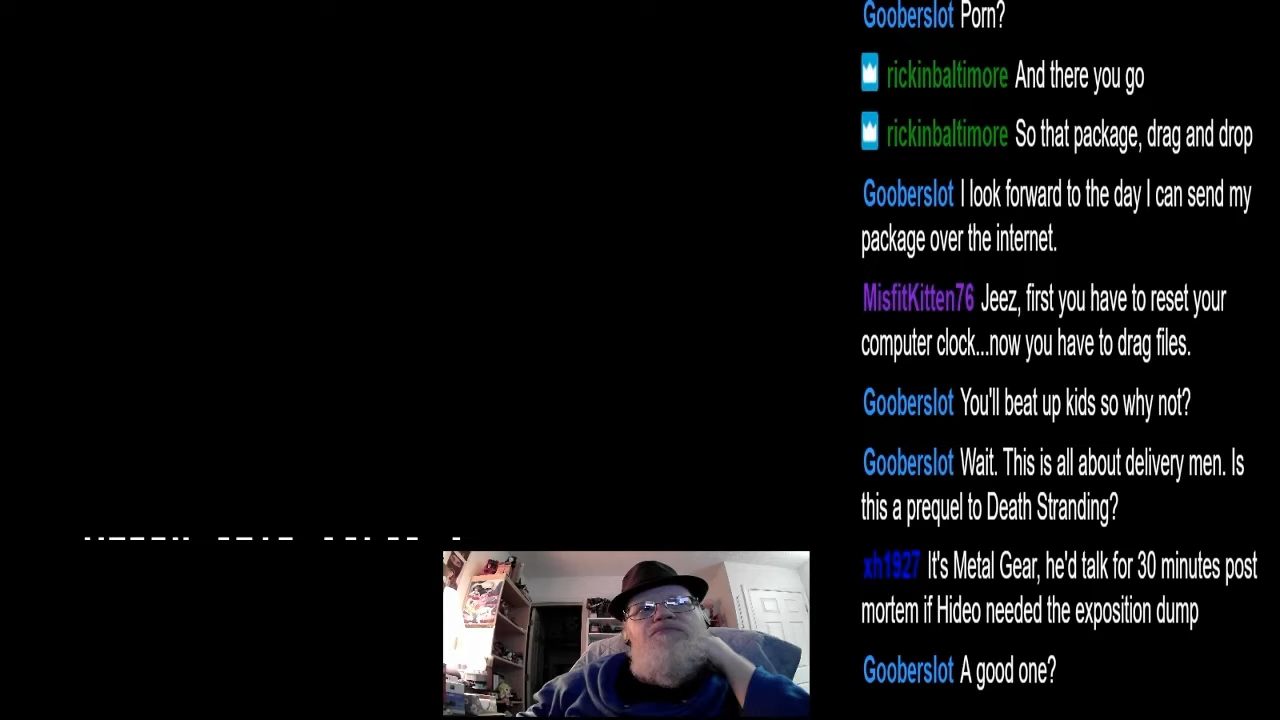 Gooberslot Porn?
rickinbaltimore And there you go
rickinbaltimore So that package, drag and drop
Gooberslot I look forward to the day I can send my
package over the internet.
MisfitKitten76 Jeez, first you have to reset your
computer clock...now you have to drag files.
Gooberslot You'll beat up kids so why not?
Gooberslot Wait. This is all about delivery men. Is
this a prequel to Death Stranding?
xh1927 It's Metal Gear, he'd talk for 30 minutes post
mortem if Hideo needed the exposition dump
Gooberslot A good one?